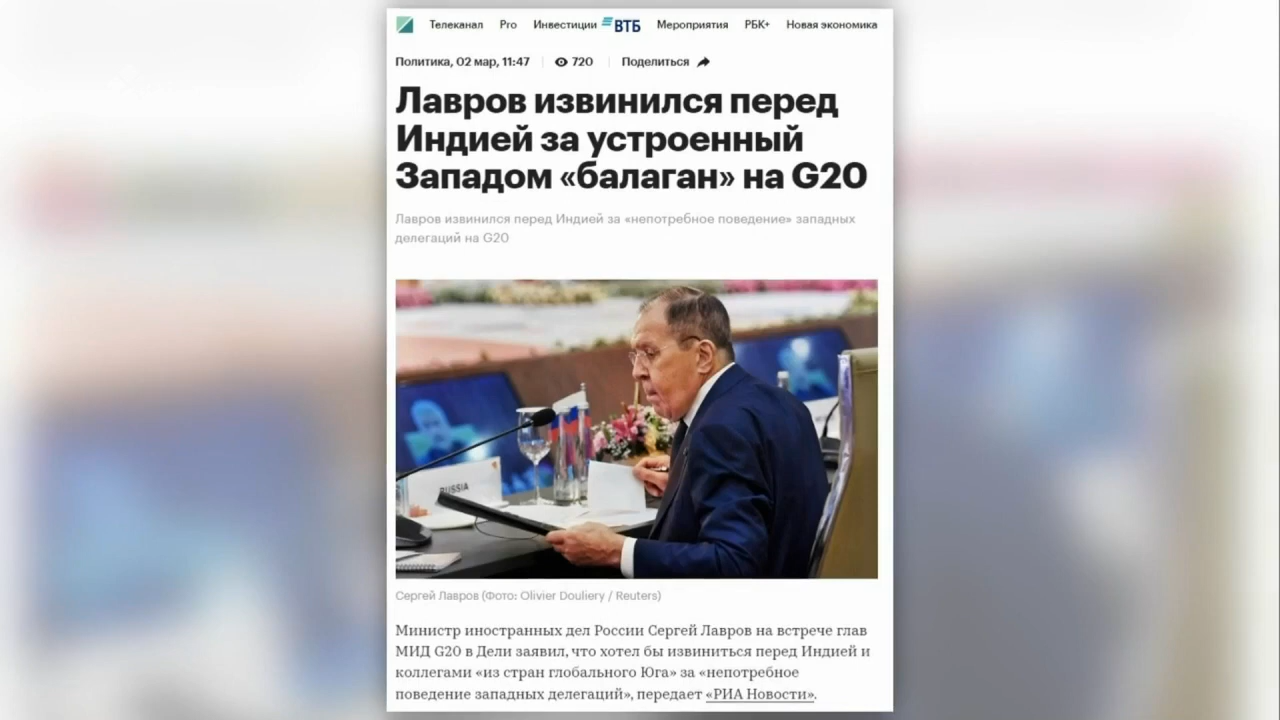 Телеканал Pro Инвестиции ВТБ Мероприятия РБК+ Новая экономика
Политика, 02 мар, 11:47 720 Поделиться
Лавров извинился перед
Индией за устроенный
Западом «балаган» на G20
Лавров извинился перед Индией за «непотребное поведение» западных
делегаций на G20
RUSSIA
Сергей Лавров (Фото: Olivier Douliery / Reuters)
Министр иностранных дел России Сергей Лавров на встрече глав
МИД G20 в Дели заявил, что хотел бы извиниться перед Индией и
коллегами «из стран глобального Юга» за «непотребное
поведение западных делегаций», передает «РИА Новости».